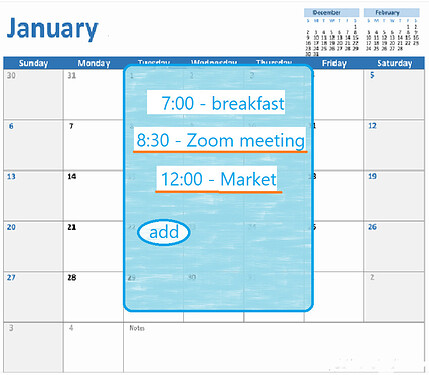 January
December February
S M T W T F S S M T W T F S
Sunday Monday Tuesday Wednesday Thursday Friday Saturday
30 31 5
7:00 - breakfast
6 7 12
8:30 - Zoom meeting
13 14 19
12:00 - Market
20 21 26
add
27 28 29 30 2
3 4 Notes